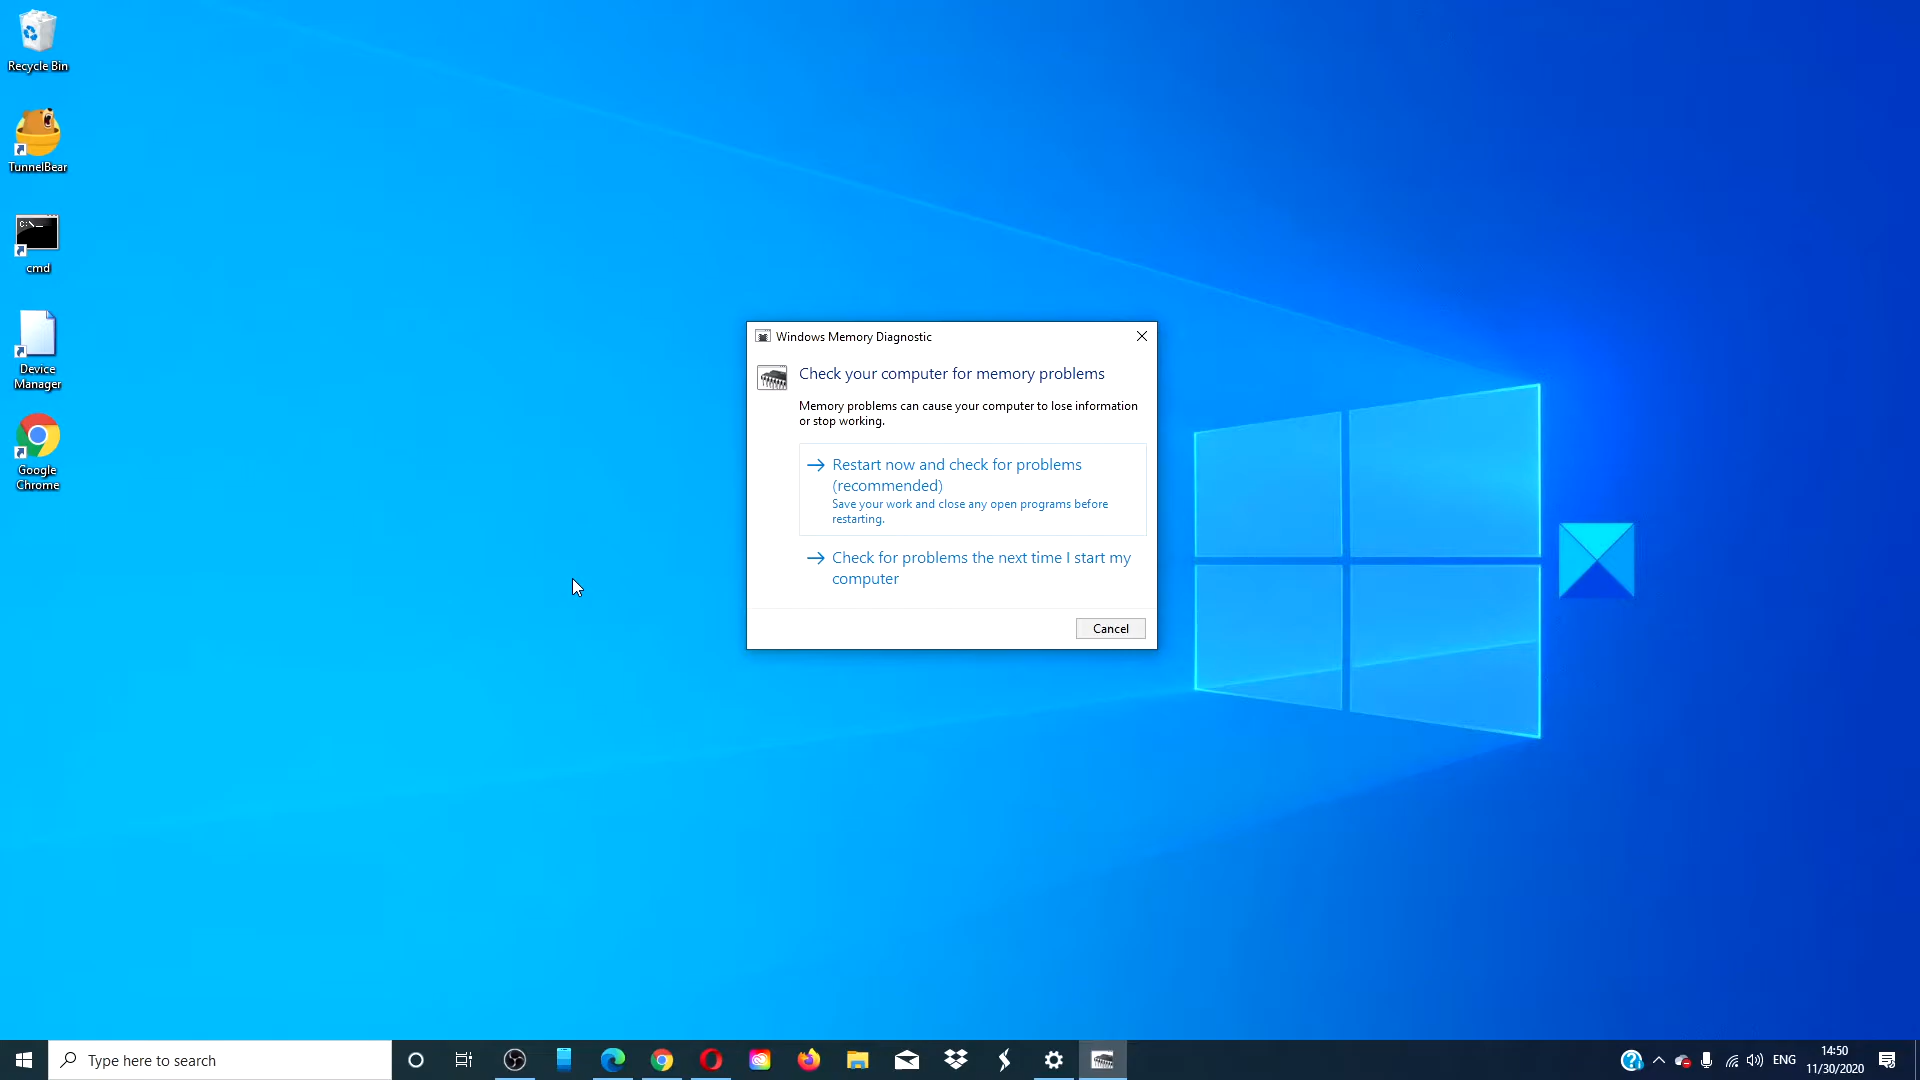 Recycle Bin
TunnelBear
C:\_
cmd
Device
Manager
Google
Chrome
Windows Memory Diagnostic
Check your computer for memory problems
Memory problems can cause your computer to lose information
or stop working.
Restart now and check for problems
(recommended)
Save your work and close any open programs before
restarting.
Check for problems the next time I start my
computer
Cancel
Type here to search
ENG
14:50
11/30/2020